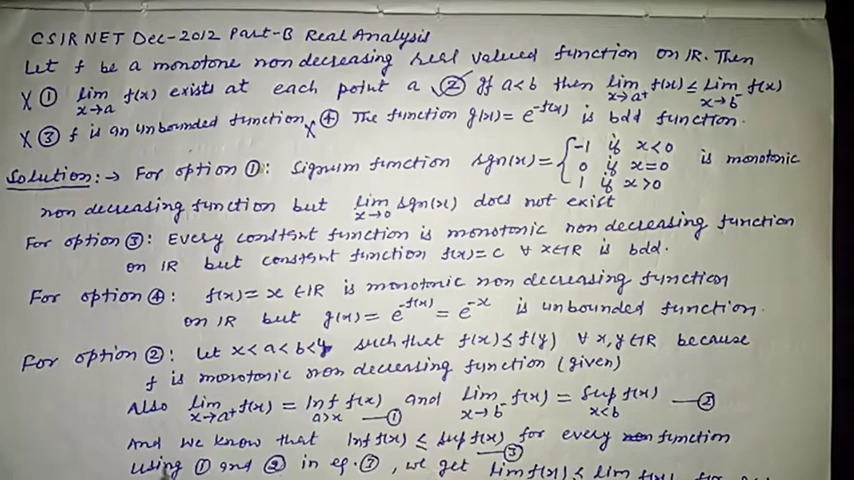 CSIR NET Dec-2012 Part-B Real Analysis
Let f be a monotone non decreasing real valued function on IR. Then
X ① lim x→a f(x) exists at each point a ✓② If a<b then lim x→a⁺ f(x) ≤ lim x→b⁻ f(x)
X ③ f is an unbounded function X ④ The function g(x) = e^-f(x) is bdd function.
Solution:→ For option ①: Signum function sgn(x) = { -1 if x<0 0 if x=0 1 if x>0 is monotonic
non decreasing function but lim x→0 sgn(x) does not exist
For option ③: Every constant function is monotonic non decreasing function
on IR but constant function f(x)=c ∀ x∈IR is bdd.
For option ④: f(x) = x ∈IR is monotonic non decreasing function
on IR but g(x) = e^-f(x) = e^-x is unbounded function.
For option ②: Let x<a<b<y such that f(x) ≤ f(y) ∀ x,y∈IR because
f is monotonic non decreasing function (given)
Also lim x→a⁺ f(x) = Inf a>x f(x) —① and lim x→b⁻ f(x) = Sup x<b f(x) —②
And we know that Inf f(x) ≤ sup f(x) for every function —③
using ① and ② in eq.③, we get lim f(x) ≤ lim f(x)